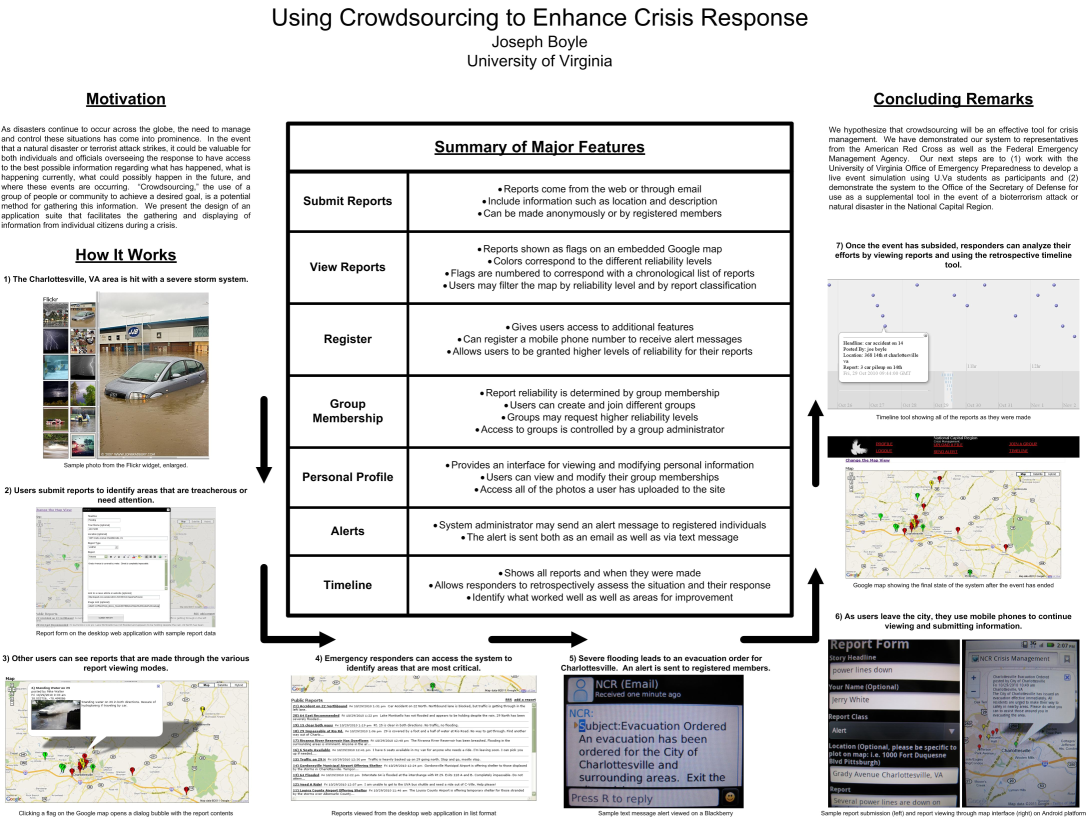 Using Crowdsourcing to Enhance Crisis Response
Joseph Boyle
University of Virginia
Motivation
As disasters continue to occur across the globe, the need to manage
and control these situations has come into prominence. In the event
that a natural disaster or terrorist attack strikes, it could be valuable for
both individuals and officials overseeing the response to have access
to the best possible information regarding what has happened, what is
happening currently, what could possibly happen in the future, and
where these events are occurring. “Crowdsourcing,” the use of a
group of people or community to achieve a desired goal, is a potential
method for gathering this information. We present the design of an
application suite that facilitates the gathering and displaying of
information from individual citizens during a crisis.
How It Works
1) The Charlottesville, VA area is hit with a severe storm system.
Flickr
Sample photo from the Flickr widget, enlarged.
2) Users submit reports to identify areas that are treacherous or
need attention.
Report form on the desktop web application with sample report data
3) Other users can see reports that are made through the various
report viewing modes.
Map
Clicking a flag on the Google map opens a dialog bubble with the report contents
Summary of Major Features
Submit Reports
• Reports come from the web or through email
• Include information such as location and description
• Can be made anonymously or by registered members
View Reports
• Reports shown as flags on an embedded Google map
• Colors correspond to the different reliability levels
• Flags are numbered to correspond with a chronological list of reports
• Users may filter the map by reliability level and by report classification
Register
• Gives users access to additional features
• Can register a mobile phone number to receive alert messages
• Allows users to be granted higher levels of reliability for their reports
Group
Membership
• Report reliability is determined by group membership
• Users can create and join different groups
• Groups may request higher reliability levels
• Access to groups is controlled by a group administrator
Personal Profile
• Provides an interface for viewing and modifying personal information
• Users can view and modify their group memberships
• Access all of the photos a user has uploaded to the site
Alerts
• System administrator may send an alert message to registered individuals
• The alert is sent both as an email as well as via text message
Timeline
• Shows all reports and when they were made
• Allows responders to retrospectively assess the situation and their response
• Identify what worked well as well as areas for improvement
4) Emergency responders can access the system to
identify areas that are most critical.
Public Reports
Reports viewed from the desktop web application in list format
5) Severe flooding leads to an evacuation order for
Charlottesville. An alert is sent to registered members.
NCR (Email)
Received one minute ago
NCR:
Subject:Evacuation Ordered
An evacuation has been
ordered for the City of
Charlottesville and
surrounding areas. Exit the
Press R to reply
Sample text message alert viewed on a Blackberry
Concluding Remarks
We hypothesize that crowdsourcing will be an effective tool for crisis
management. We have demonstrated our system to representatives
from the American Red Cross as well as the Federal Emergency
Management Agency. Our next steps are to (1) work with the
University of Virginia Office of Emergency Preparedness to develop a
live event simulation using U.Va students as participants and (2)
demonstrate the system to the Office of the Secretary of Defense for
use as a supplemental tool in the event of a bioterrorism attack or
natural disaster in the National Capital Region.
7) Once the event has subsided, responders can analyze their
efforts by viewing reports and using the retrospective timeline
tool.
Headline: car accident on 14
Posted By: joe boyle
Location: 368 14th st charlottesville
va
Report: 3 car pileup on 14th
Timeline tool showing all of the reports as they were made
Change the Map View
Map
Google map showing the final state of the system after the event has ended
6) As users leave the city, they use mobile phones to continue
viewing and submitting information.
Report Form
Story Headline
power lines down
Your Name (Optional)
Jerry White
Report Class
Alert
Location (Optional, please be specific to
plot on map: i.e. 1000 Fort Duquesne
Blvd Pittsburgh)
Grady Avenue Charlottesville, VA
Report
Several power lines are down on
2:07
NCR Crisis Management
Sample report submission (left) and report viewing through map interface (right) on Android platform